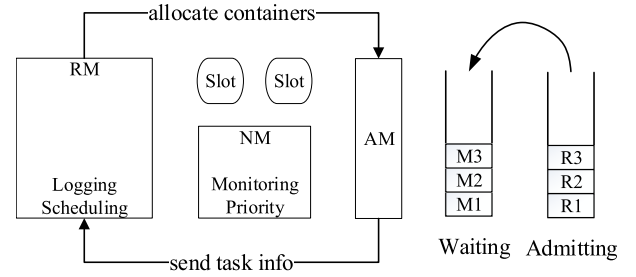 allocate containers
RM
Logging
Scheduling
Slot
Slot
NM
Monitoring
Priority
AM
send task info
M3
M2
M1
Waiting
R3
R2
R1
Admitting